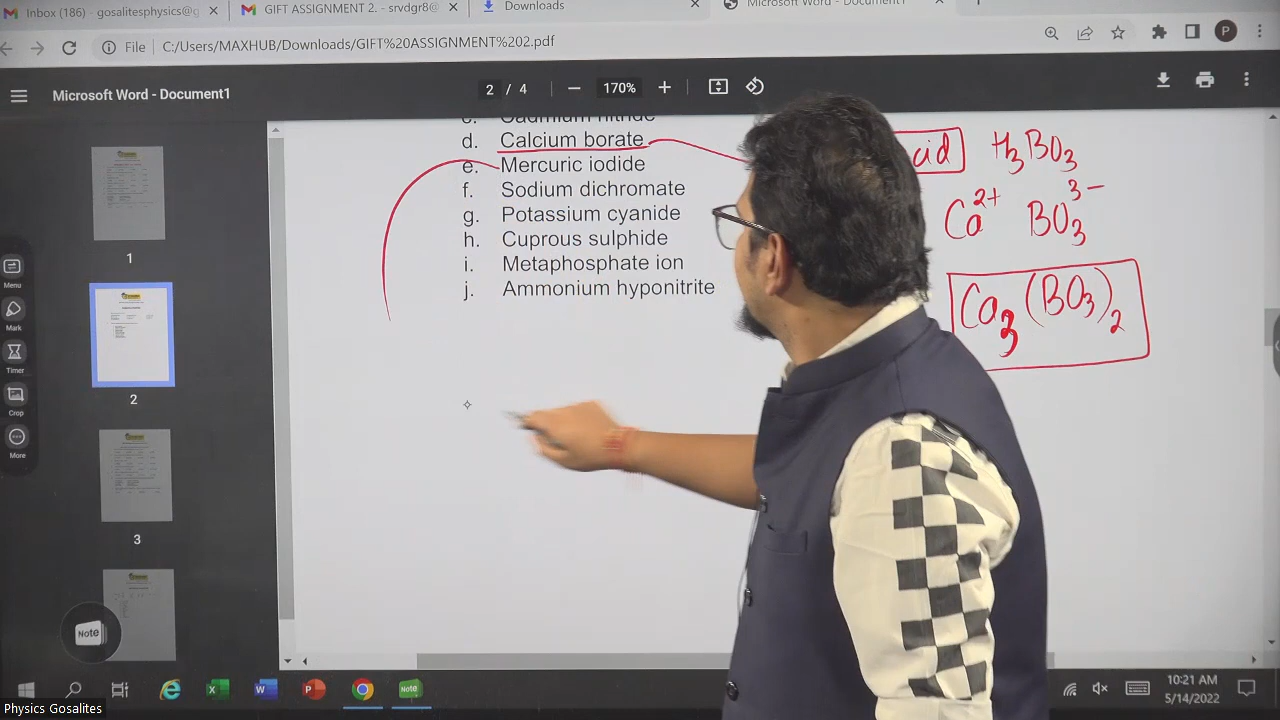 Inbox (186) - gosalitesphysics@g
GIFT ASSIGNMENT 2. - srvdgr8@
Downloads
Microsoft Word - Document1
File
C:/Users/MAXHUB/Downloads/GIFT%20ASSIGNMENT%202.pdf
P
Microsoft Word - Document1
2 / 4
170%
d. Calcium borate
e. Mercuric iodide
f. Sodium dichromate
g. Potassium cyanide
h. Cuprous sulphide
i. Metaphosphate ion
j. Ammonium hyponitrite
cid
H₃BO₃
Ca²⁺ BO₃³⁻
Ca₃(BO₃)₂
1
2
3
Menu
Mark
Timer
Crop
More
Note
Note
10:21 AM
5/14/2022
Physics Gosalites